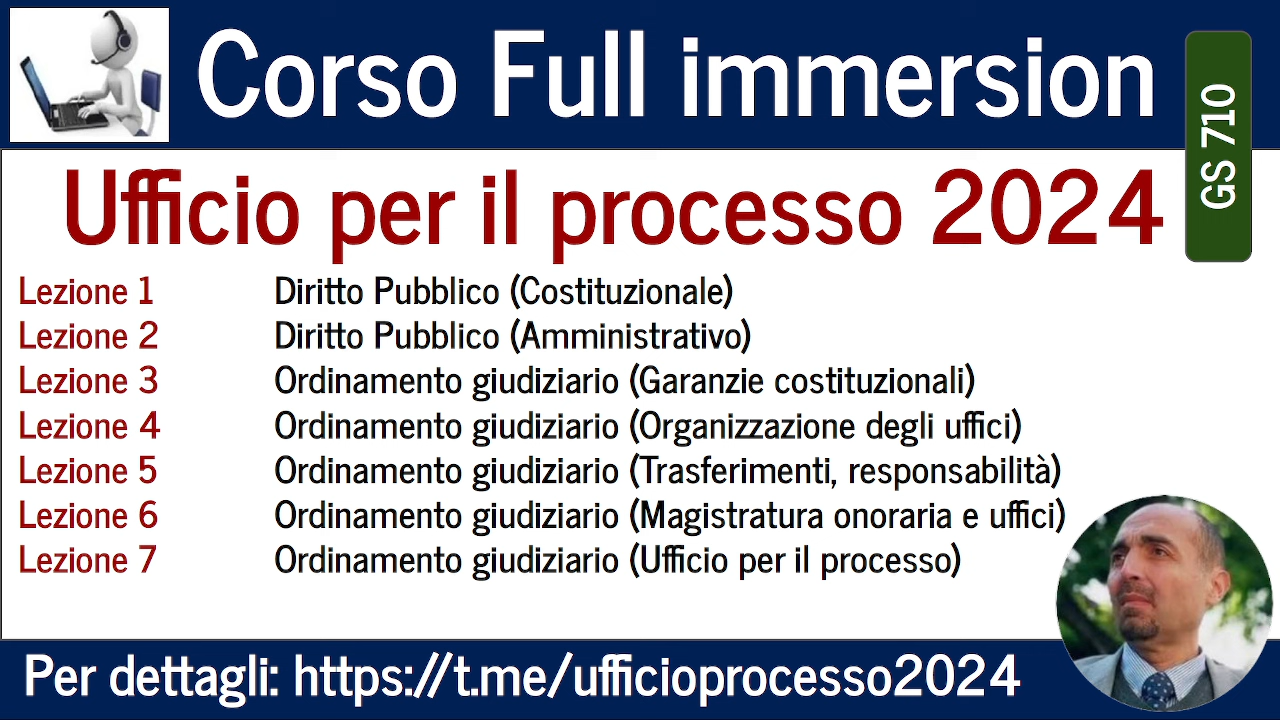 Corso Full immersion
GS 710
Ufficio per il processo 2024
Lezione 1 Diritto Pubblico (Costituzionale)
Lezione 2 Diritto Pubblico (Amministrativo)
Lezione 3 Ordinamento giudiziario (Garanzie costituzionali)
Lezione 4 Ordinamento giudiziario (Organizzazione degli uffici)
Lezione 5 Ordinamento giudiziario (Trasferimenti, responsabilità)
Lezione 6 Ordinamento giudiziario (Magistratura onoraria e uffici)
Lezione 7 Ordinamento giudiziario (Ufficio per il processo)
Per dettagli: https://t.me/ufficioprocesso2024